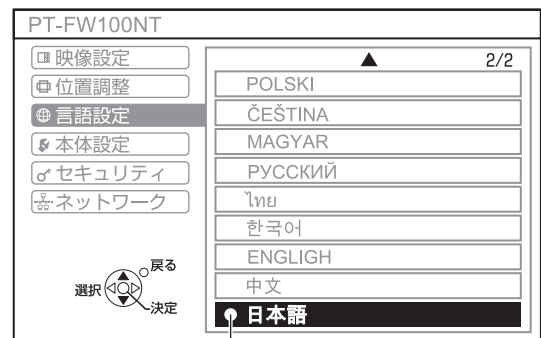 PT-FW100NT
映像設定
位置調整
言語設定
本体設定
セキュリティ
ネットワーク
戻る
選択
決定
2/2
POLSKI
ČEŠTINA
MAGYAR
РУССКИЙ
ไทย
한국어
ENGLIGH
中文
日本語